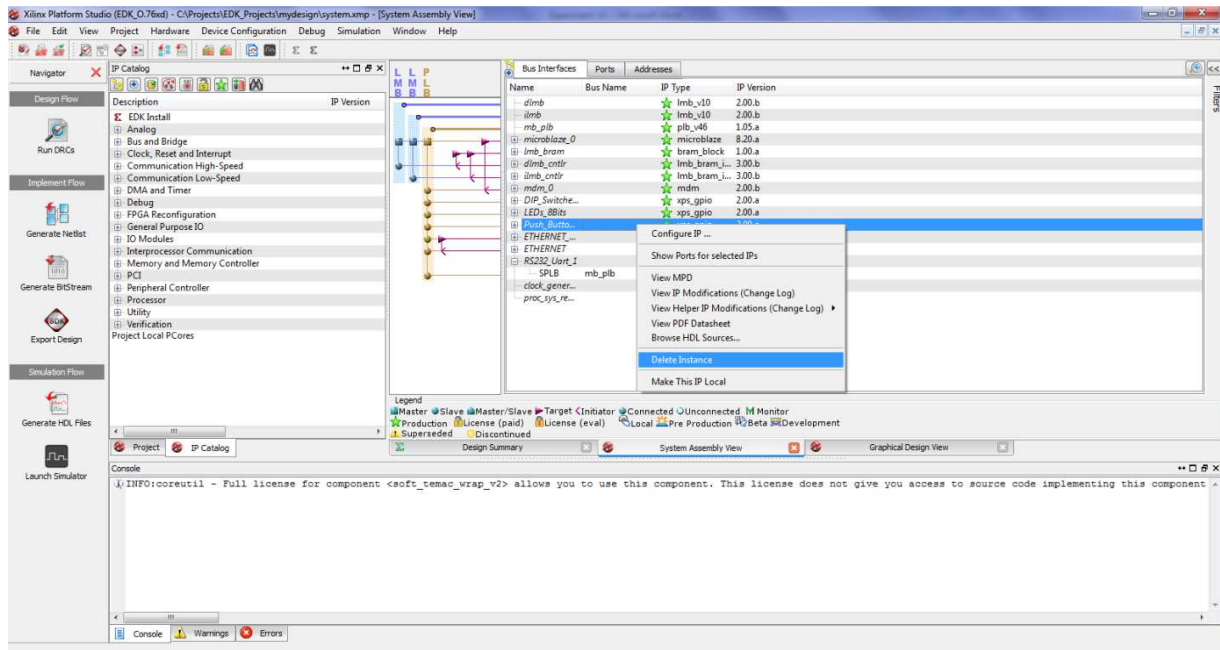 Xilinx Platform Studio (EDK_O.76xd) - C:\Projects\EDK_Projects\mydesign\system.xmp - [System Assembly View]
File Edit View Project Hardware Device Configuration Debug Simulation Window Help
Navigator
Design Flow
Run DRCs
Implement Flow
Generate Netlist
Generate BitStream
Export Design
Simulation Flow
Generate HDL Files
Launch Simulator
IP Catalog
Description IP Version
EDK Install
Analog
Bus and Bridge
Clock, Reset and Interrupt
Communication High-Speed
Communication Low-Speed
DMA and Timer
Debug
FPGA Reconfiguration
General Purpose IO
IO Modules
Interprocessor Communication
Memory and Memory Controller
PCI
Peripheral Controller
Processor
Utility
Verification
Project Local PCores
Project IP Catalog
L L P
M M L
B B B
Bus Interfaces Ports Addresses
Filters
Name Bus Name IP Type IP Version
dlmb lmb_v10 2.00.b
ilmb lmb_v10 2.00.b
mb_plb plb_v46 1.05.a
microblaze_0 microblaze 8.20.a
lmb_bram bram_block 1.00.a
dlmb_cntlr lmb_bram_i... 3.00.b
ilmb_cntlr lmb_bram_i... 3.00.b
mdm_0 mdm 2.00.b
DIP_Switche... xps_gpio 2.00.a
LEDs_8Bits xps_gpio 2.00.a
Push_Butto...
ETHERNET_...
ETHERNET
RS232_Uart_1
SPLB mb_plb
clock_gener...
proc_sys_re...
Configure IP ...
Show Ports for selected IPs
View MPD
View IP Modifications (Change Log)
View Helper IP Modifications (Change Log)
View PDF Datasheet
Browse HDL Sources...
Delete Instance
Make This IP Local
Legend
Master Slave Master/Slave Target Initiator Connected Unconnected M Monitor
Production License (paid) License (eval) Local Pre Production Beta Development
Superseded Discontinued
Design Summary System Assembly View Graphical Design View
Console
INFO:coreutil - Full license for component <soft_temac_wrap_v2> allows you to use this component. This license does not give you access to source code implementing this component
Console Warnings Errors